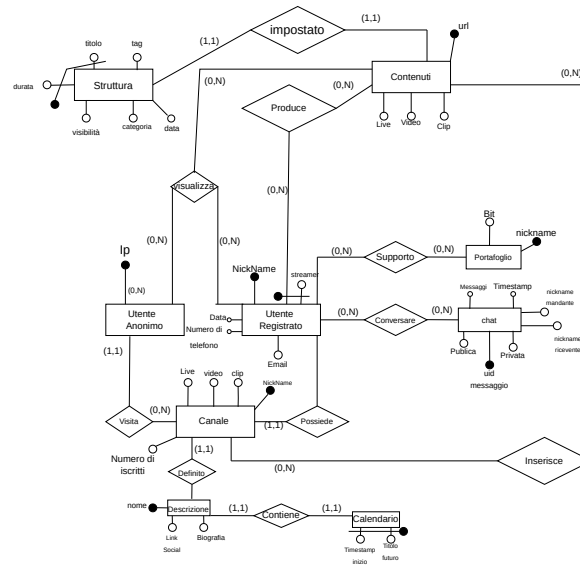 (1,1)
impostato
url
titolo
tag
(1,1)
(0,N)
durata
Struttura
(0,N)
(0,N)
Contenuti
(0,N)
Produce
visibilità
categoria
data
Live
Video
Clip
visualizza
(0,N)
Bit
nickname
(0,N)
(0,N)
(0,N)
(0,N)
Ip
Supporto
Portafoglio
NickName
streamer
(0,N)
Messaggi
Timestamp
nickname
mandante
Utente
Anonimo
Data
Numero di
telefono
Utente
Registrato
(0,N)
Conversare
(0,N)
chat
nickname
ricevente
(1,1)
Email
Publica
Privata
uid
messaggio
Live
video
clip
NickName
Visita
(0,N)
Canale
(1,1)
Possiede
Numero di
iscritti
(1,1)
(0,N)
Inserisce
Definito
nome
Descrizione
(1,1)
Contiene
(1,1)
Calendario
Link
Social
Biografia
Timestamp
inizio
Titolo
futuro